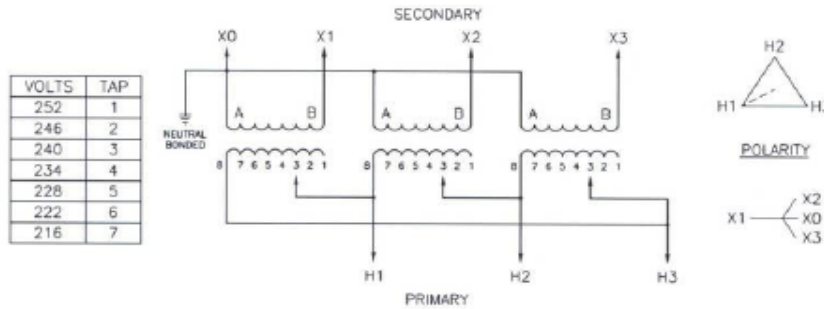 SECONDARY
X0 X1 X2 X3
VOLTS TAP
252 1
246 2
240 3
234 4
228 5
222 6
216 7
NEUTRAL
BONDED
A B A D A B
8 7 6 5 4 3 2 1 8 7 6 5 4 3 2 1 8 7 6 5 4 3 2 1
H1 H2 H3
PRIMARY
H2
H1
POLARITY
X2
X1 X0
X3